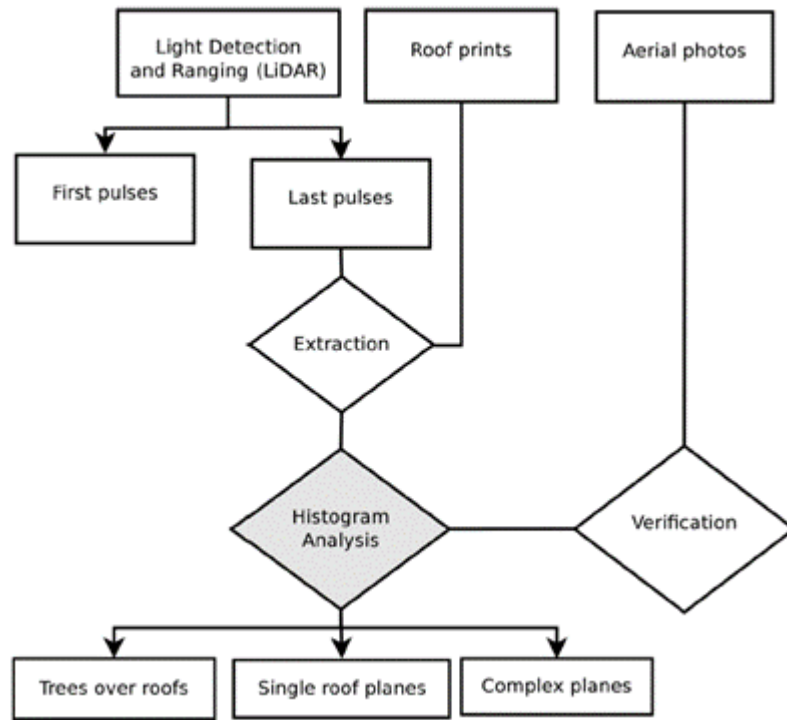 Light Detection
and Ranging (LiDAR)
Roof prints
Aerial photos
First pulses
Last pulses
Extraction
Histogram
Analysis
Verification
Trees over roofs
Single roof planes
Complex planes